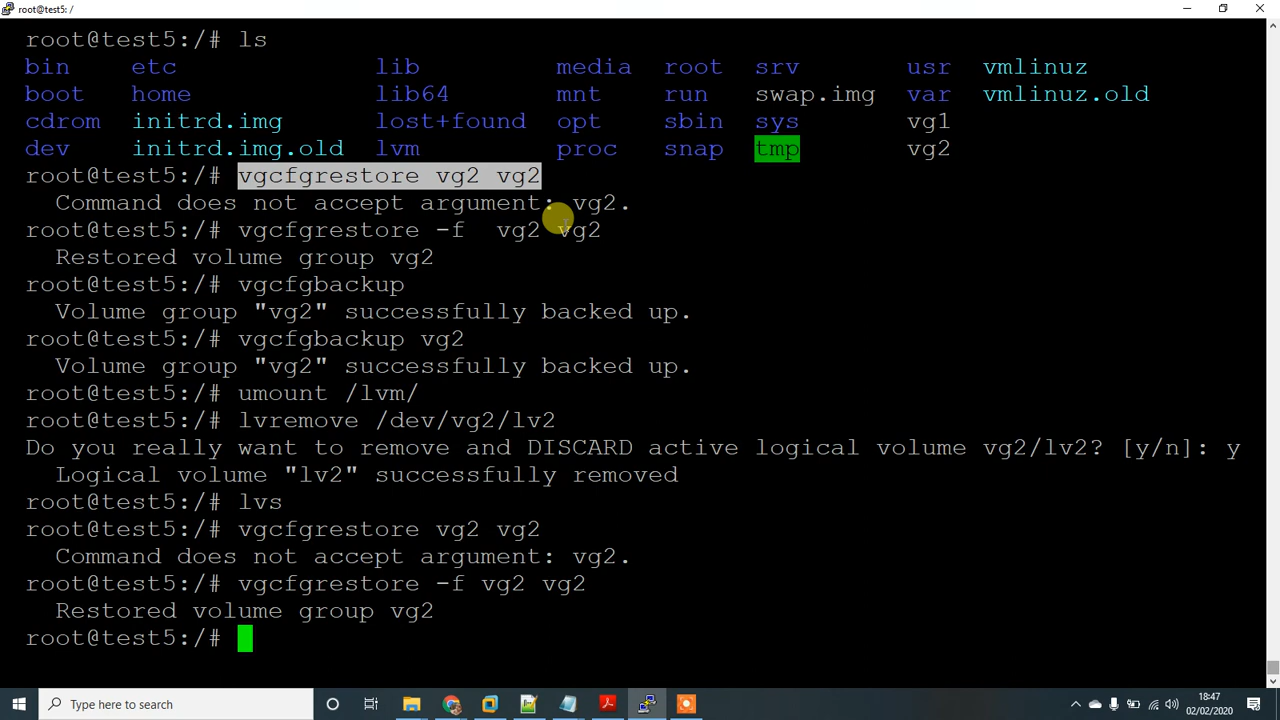 root@test5: /
root@test5:/# ls
bin etc lib media root srv usr vmlinuz
boot home lib64 mnt run swap.img var vmlinuz.old
cdrom initrd.img lost+found opt sbin sys vg1
dev initrd.img.old lvm proc snap tmp vg2
root@test5:/# vgcfgrestore vg2 vg2
Command does not accept argument: vg2.
root@test5:/# vgcfgrestore -f  vg2 vg2
Restored volume group vg2
root@test5:/# vgcfgbackup
Volume group "vg2" successfully backed up.
root@test5:/# vgcfgbackup vg2
Volume group "vg2" successfully backed up.
root@test5:/# umount /lvm/
root@test5:/# lvremove /dev/vg2/lv2
Do you really want to remove and DISCARD active logical volume vg2/lv2? [y/n]: y
Logical volume "lv2" successfully removed
root@test5:/# lvs
root@test5:/# vgcfgrestore vg2 vg2
Command does not accept argument: vg2.
root@test5:/# vgcfgrestore -f vg2 vg2
Restored volume group vg2
root@test5:/#
Type here to search
18:47
02/02/2020